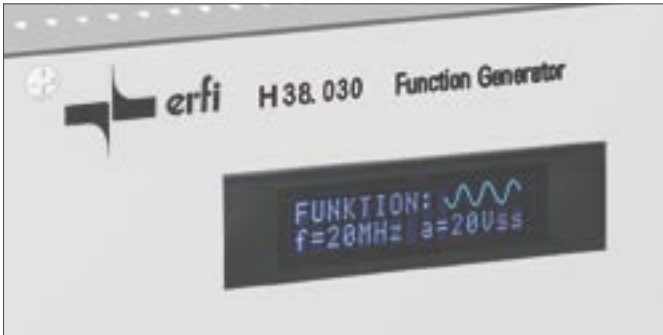 erfi H 38. 030 Function Generator
FUNKTION:
f=20MHz a=20Vss